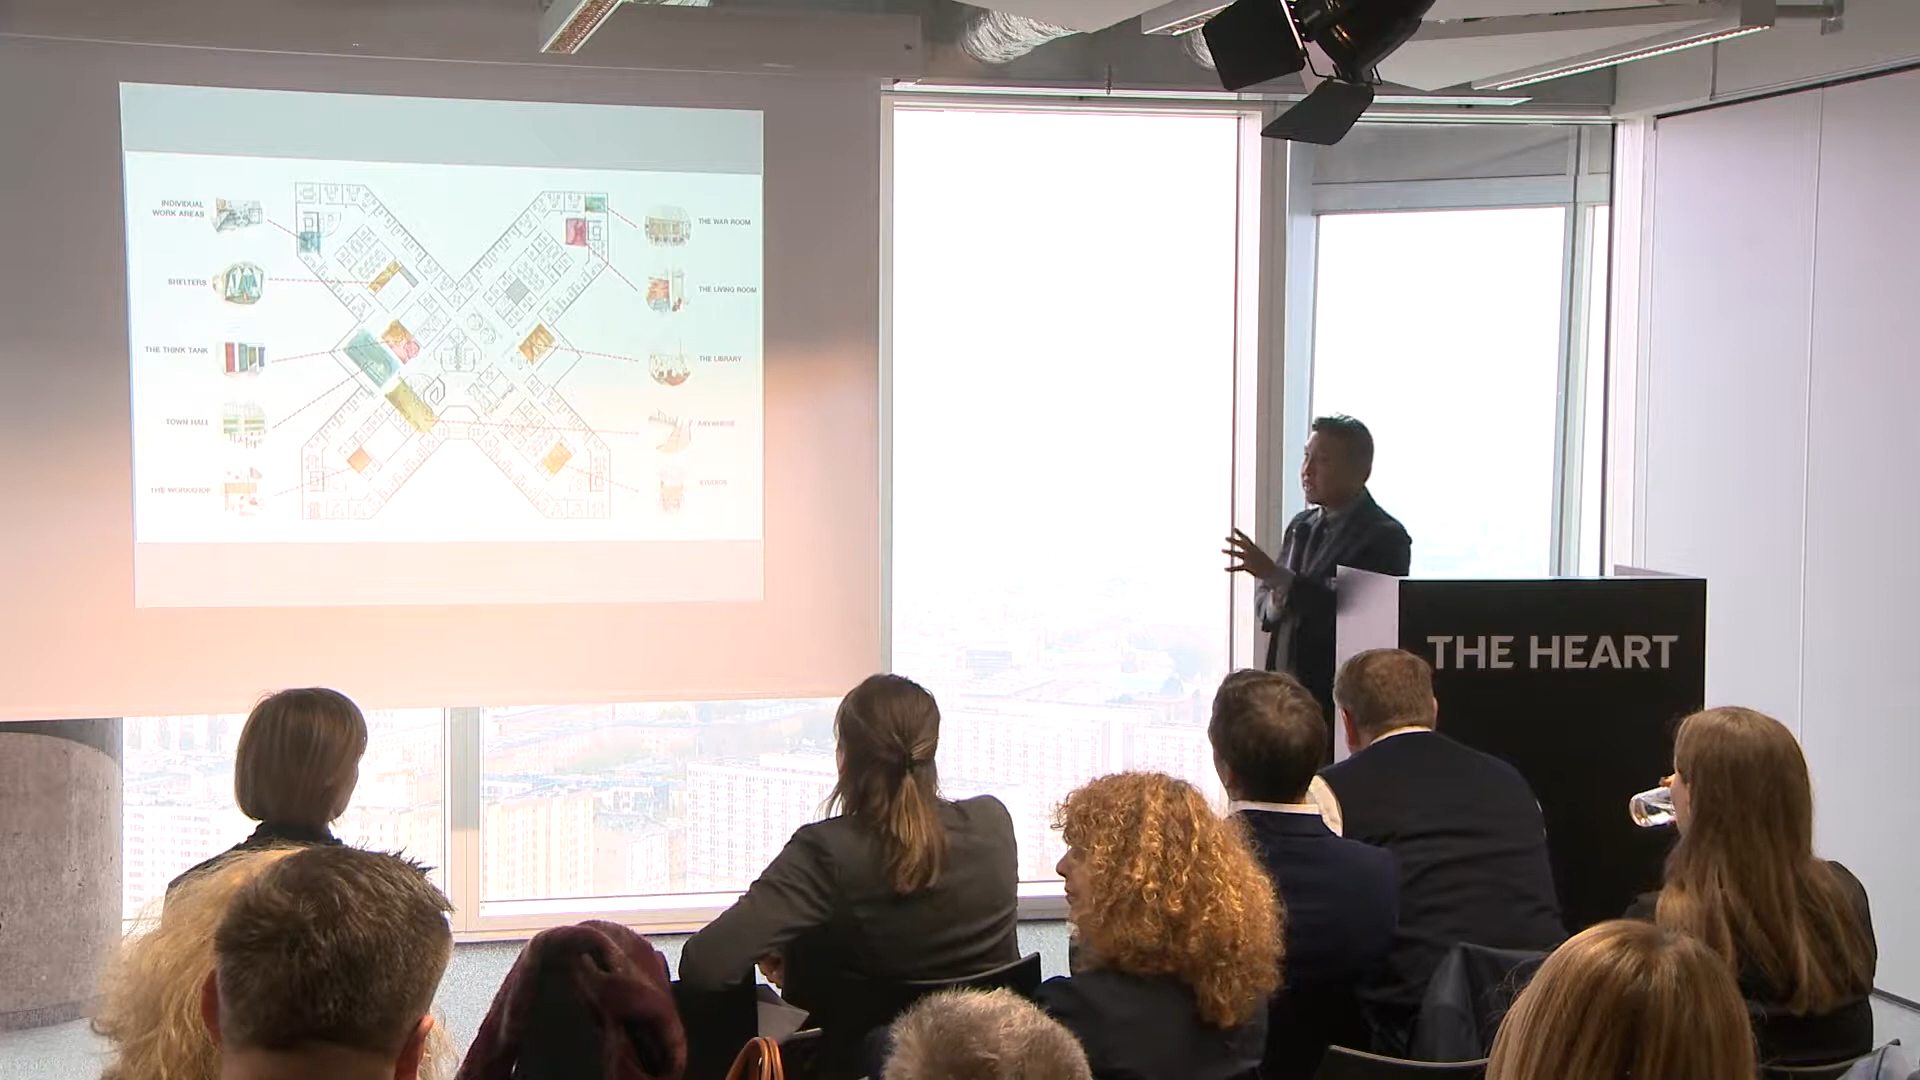 INDIVIDUAL
WORK AREAS
SHELTERS
THE THINK TANK
TOWN HALL
THE WORKSHOP
THE WAR ROOM
THE LIVING ROOM
THE LIBRARY
ANYWHERE
STUDIOS
THE HEART